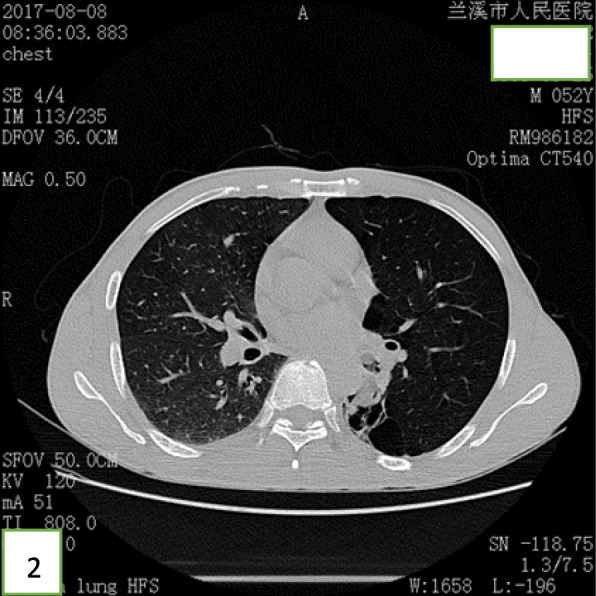 2017-08-08
08:36:03.883
chest
SE 4/4
IM 113/235
DFOV 36.0CM
MAG 0.50
A
兰溪市人民医院
M 052Y
HFS
RM986182
Optima CT540
R
SFOV 50.0CM
KV 120
mA 51
TI 808.0
0
2
lung HFS
SN -118.75
1.3/7.5
W:1658 L:-196